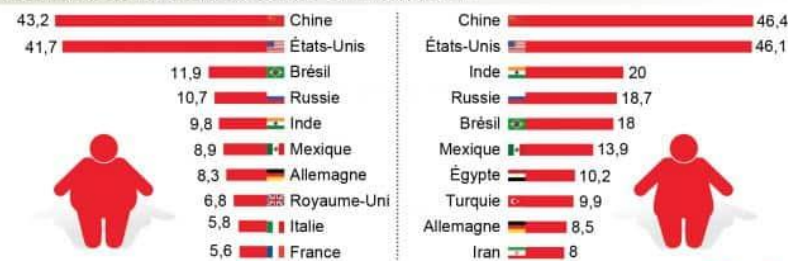 43,2 Chine
41,7 États-Unis
11,9 Brésil
10,7 Russie
9,8 Inde
8,9 Mexique
8,3 Allemagne
6,8 Royaume-Uni
5,8 Italie
5,6 France
Chine 46,4
États-Unis 46,1
Inde 20
Russie 18,7
Brésil 18
Mexique 13,9
Égypte 10,2
Turquie 9,9
Allemagne 8,5
Iran 8